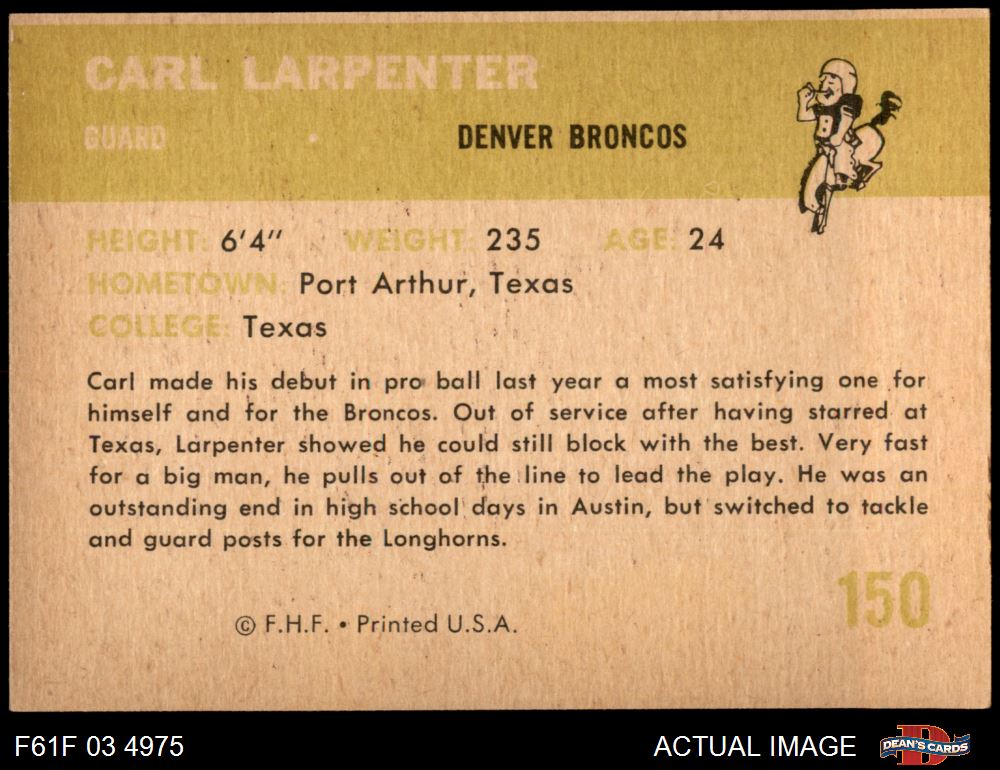 CARL LARPENTER
GUARD
DENVER BRONCOS
HEIGHT: 6'4" WEIGHT: 235 AGE: 24
HOMETOWN: Port Arthur, Texas
COLLEGE: Texas
Carl made his debut in pro ball last year a most satisfying one for
himself and for the Broncos. Out of service after having starred at
Texas, Larpenter showed he could still block with the best. Very fast
for a big man, he pulls out of the line to lead the play. He was an
outstanding end in high school days in Austin, but switched to tackle
and guard posts for the Longhorns.
150
© F.H.F. • Printed U.S.A.
F61F 03 4975
ACTUAL IMAGE
D
DEAN'S CARDS